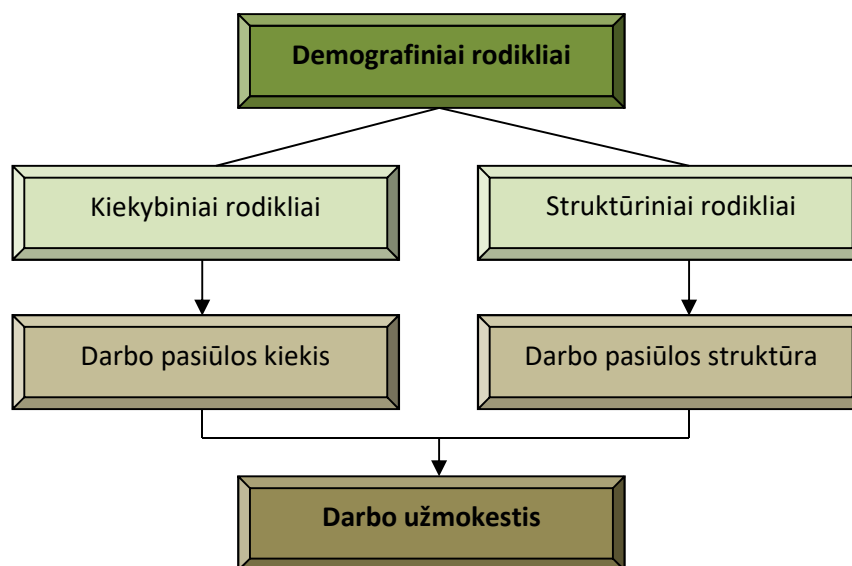 Demografiniai rodikliai
Kiekybiniai rodikliai
Struktūriniai rodikliai
Darbo pasiūlos kiekis
Darbo pasiūlos struktūra
Darbo užmokestis